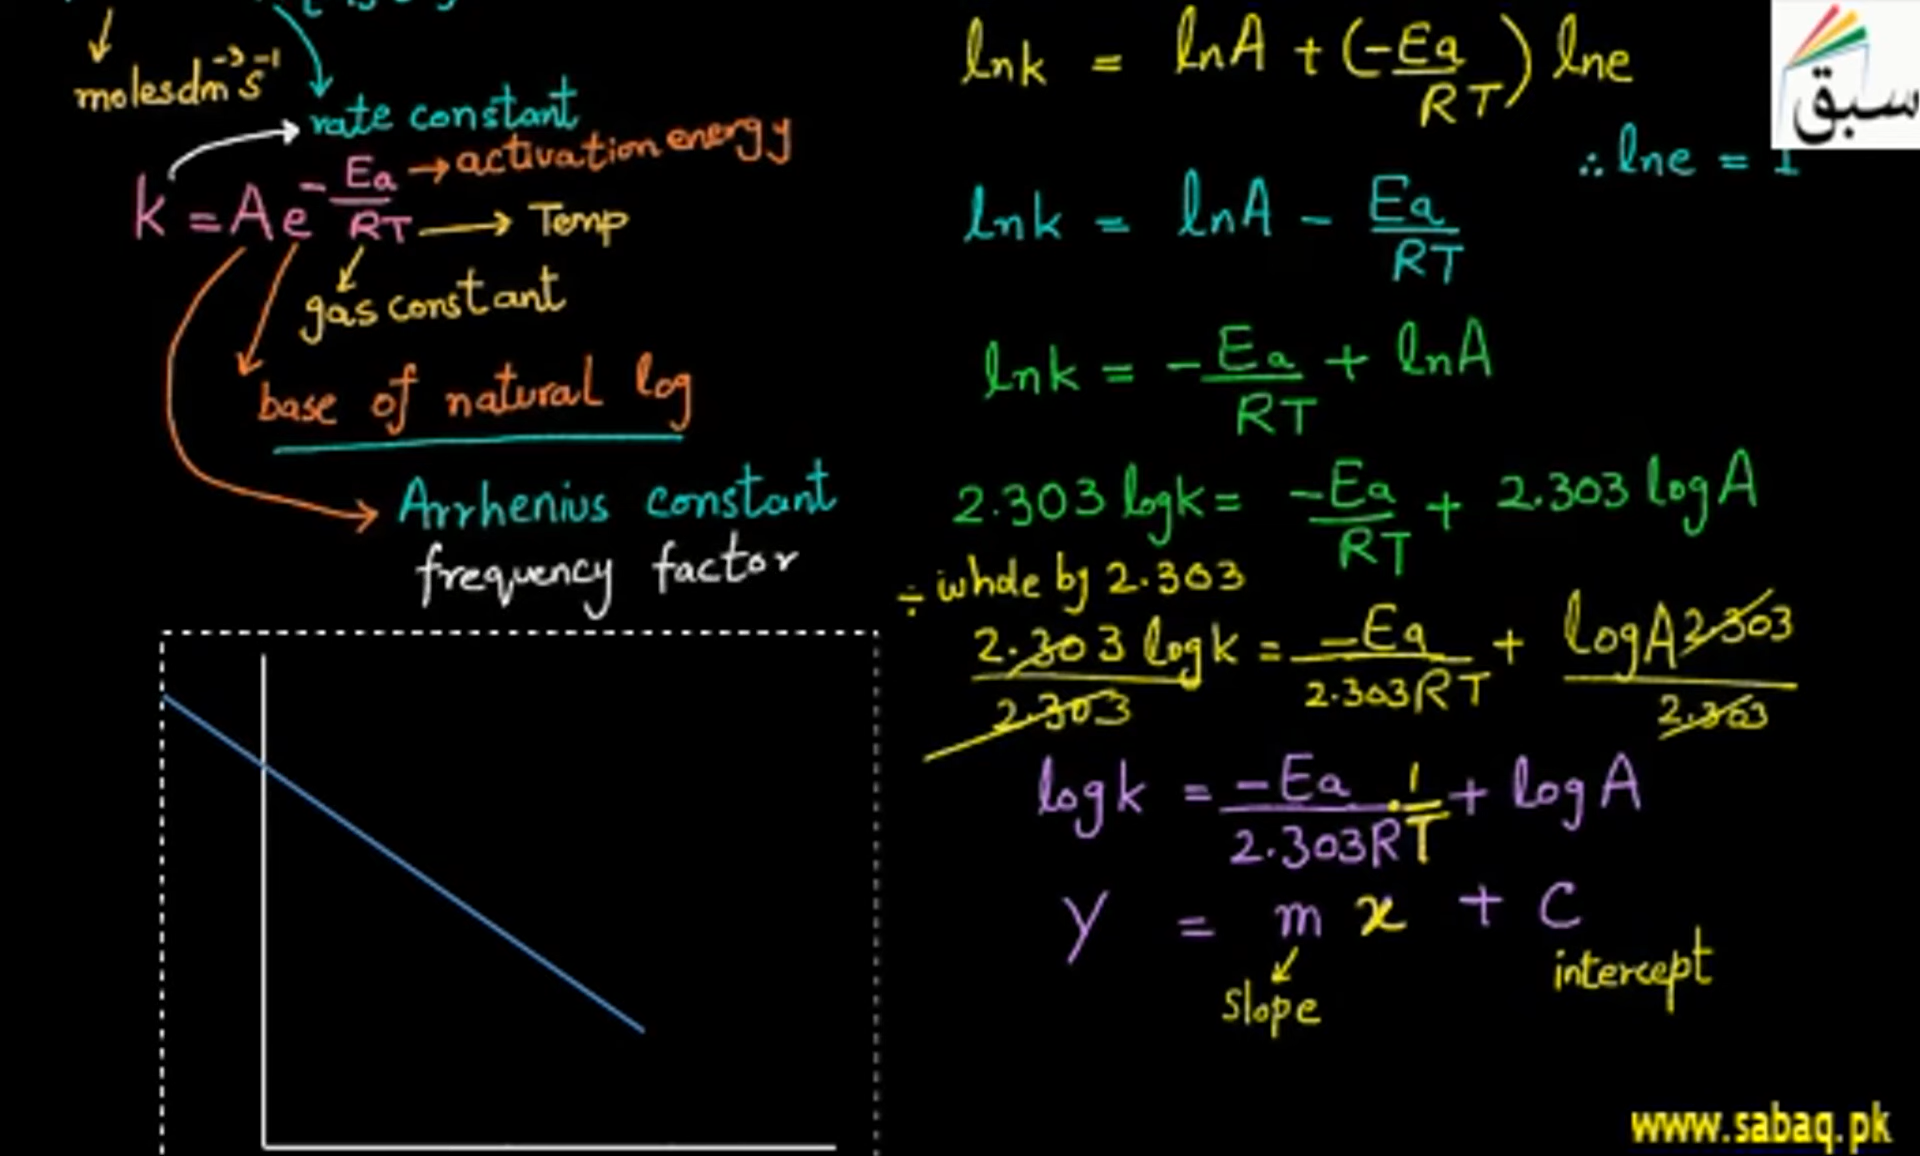 molesdm⁻³s⁻¹
rate constant
k = Ae^(-Ea/RT) → activation energy
→ Temp
gas constant
base of natural log
Arrhenius constant
frequency factor
lnk = lnA + (-Ea/RT) lne
∴ lne = 1
lnk = lnA - Ea/RT
lnk = -Ea/RT + lnA
2.303 logk = -Ea/RT + 2.303 logA
÷ whole by 2.303
2.303 logk/2.303 = -Ea/2.303RT + logA2.303/2.303
logk = -Ea/2.303R · 1/T + logA
y = m x + C
slope
intercept
سبق
www.sabaq.pk